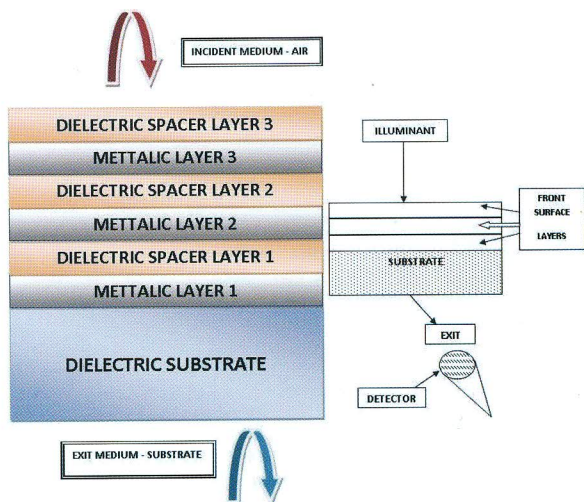 INCIDENT MEDIUM - AIR
DIELECTRIC SPACER LAYER 3
METTALIC LAYER 3
DIELECTRIC SPACER LAYER 2
METTALIC LAYER 2
DIELECTRIC SPACER LAYER 1
METTALIC LAYER 1
DIELECTRIC SUBSTRATE
EXIT MEDIUM - SUBSTRATE
ILLUMINANT
FRONT
SURFACE
LAYERS
SUBSTRATE
EXIT
DETECTOR